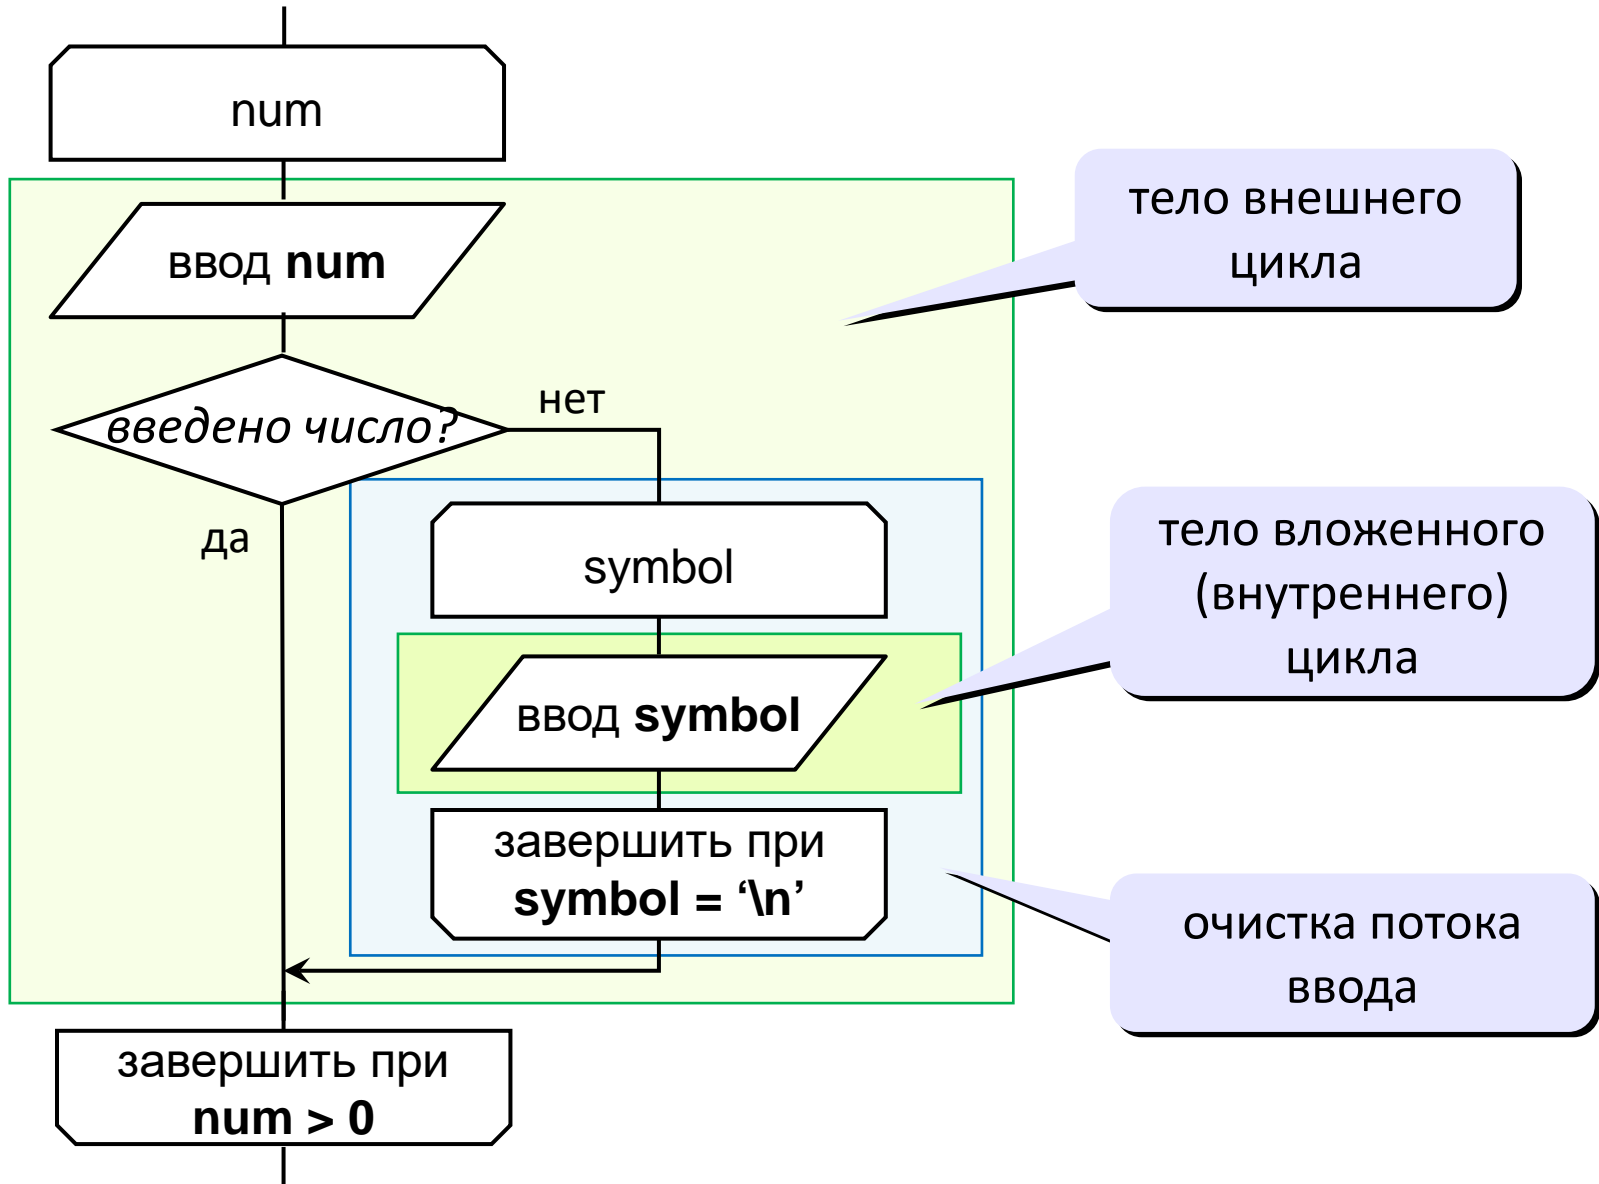 num
ввод num
введено число?
нет
да
symbol
ввод symbol
завершить при
symbol = ‘\n’
завершить при
num > 0
тело внешнего
цикла
тело вложенного
(внутреннего)
цикла
очистка потока
ввода